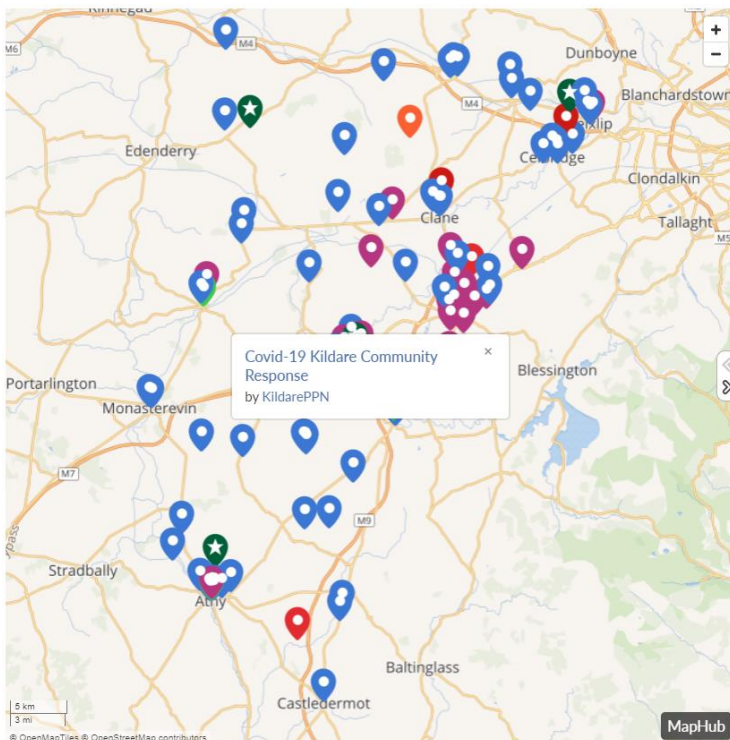 Kinnegad
M4
M6
+
−
Dunboyne
M4
Blanchardstown
Leixlip
Edenderry
Celbridge
Clondalkin
Clane
Tallaght
M5
Covid-19 Kildare Community
Response
×
by KildarePPN
Blessington
Portarlington
Monasterevin
M7
M9
Stradbally
Athy
Baltinglass
5 km
3 mi
Castledermot
MapHub
© OpenMapTiles © OpenStreetMap contributors